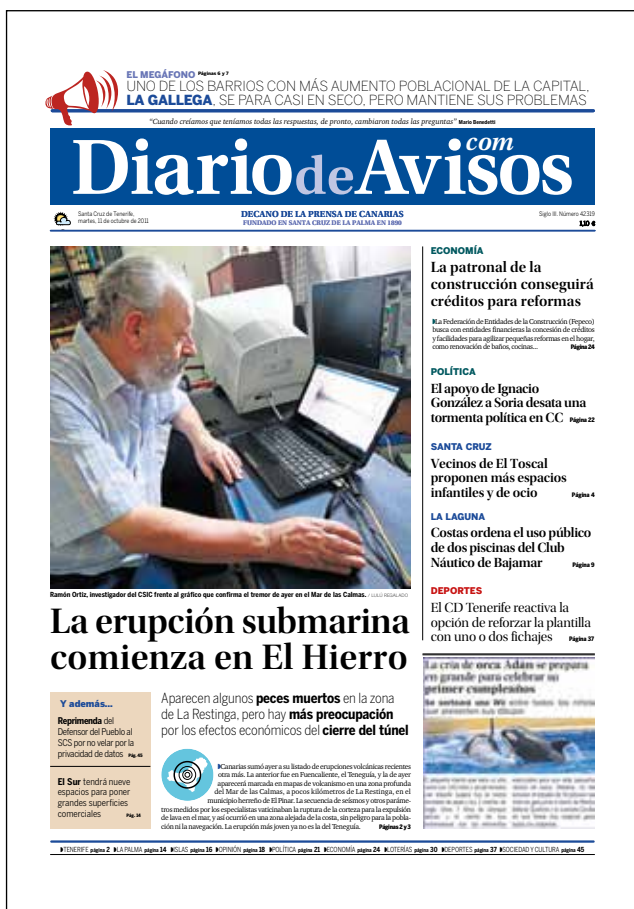 EL MEGÁFONO Páginas 6 y 7
UNO DE LOS BARRIOS CON MÁS AUMENTO POBLACIONAL DE LA CAPITAL,
LA GALLEGA, SE PARA CASI EN SECO, PERO MANTIENE SUS PROBLEMAS
“Cuando creíamos que teníamos todas las respuestas, de pronto, cambiaron todas las preguntas” Mario Benedetti
Diario de Avisos
com
Santa Cruz de Tenerife,
martes, 11 de octubre de 2011
DECANO DE LA PRENSA DE CANARIAS
FUNDADO EN SANTA CRUZ DE LA PALMA EN 1890
Siglo III. Número 42319
1,10 €
Ramón Ortiz, investigador del CSIC frente al gráfico que confirma el tremor de ayer en el Mar de las Calmas. / LULÚ REGALADO
La erupción submarina
comienza en El Hierro
Y además...
Reprimenda del
Defensor del Pueblo al
SCS por no velar por la
privacidad de datos Pág. 45
El Sur tendrá nueve
espacios para poner
grandes superficies
comerciales Pág. 14
Aparecen algunos peces muertos en la zona
de La Restinga, pero hay más preocupación
por los efectos económicos del cierre del túnel
Canarias sumó ayer a su listado de erupciones volcánicas recientes
otra más. La anterior fue en Fuencaliente, el Teneguía, y la de ayer
aparecerá marcada en mapas de volcanismo en una zona profunda
del Mar de las Calmas, a pocos kilómetros de La Restinga, en el
municipio herreño de El Pinar. La secuencia de seísmos y otros paráme-
tros medidos por los especialistas vaticinaban la ruptura de la corteza para la expulsión
de lava en el mar, y así ocurrió en una zona alejada de la costa, sin peligro para la pobla-
ción ni la navegación. La erupción más joven ya no es la del Teneguía. Páginas 2 y 3
ECONOMÍA
La patronal de la
construcción conseguirá
créditos para reformas
La Federación de Entidades de la Construcción (Fepeco)
busca con entidades financieras la concesión de créditos
y facilidades para agilizar pequeñas reformas en el hogar,
como renovación de baños, cocinas... Página 24
POLÍTICA
El apoyo de Ignacio
González a Soria desata una
tormenta política en CC Página 22
SANTA CRUZ
Vecinos de El Toscal
proponen más espacios
infantiles y de ocio Página 4
LA LAGUNA
Costas ordena el uso público
de dos piscinas del Club
Náutico de Bajamar Página 9
DEPORTES
El CD Tenerife reactiva la
opción de reforzar la plantilla
con uno o dos fichajes Página 37
La cría de orca Adán se prepara
en grande para celebrar su
primer cumpleaños
TENERIFE página 2 LA PALMA página 14 ISLAS página 16 OPINIÓN página 18 POLÍTICA página 21 ECONOMÍA página 24 LOTERÍAS página 30 DEPORTES página 37 SOCIEDAD Y CULTURA página 45